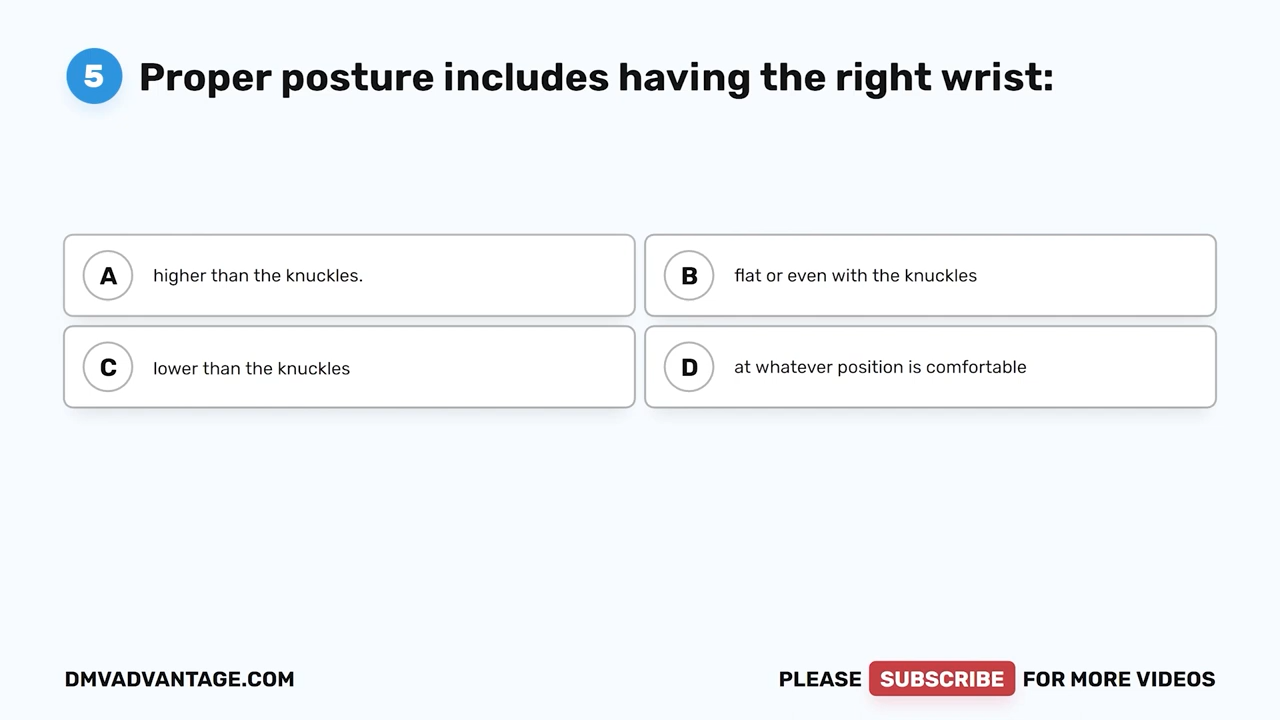 5 Proper posture includes having the right wrist:
A higher than the knuckles.
B flat or even with the knuckles
C lower than the knuckles
D at whatever position is comfortable
DMVADVANTAGE.COM
PLEASE SUBSCRIBE FOR MORE VIDEOS